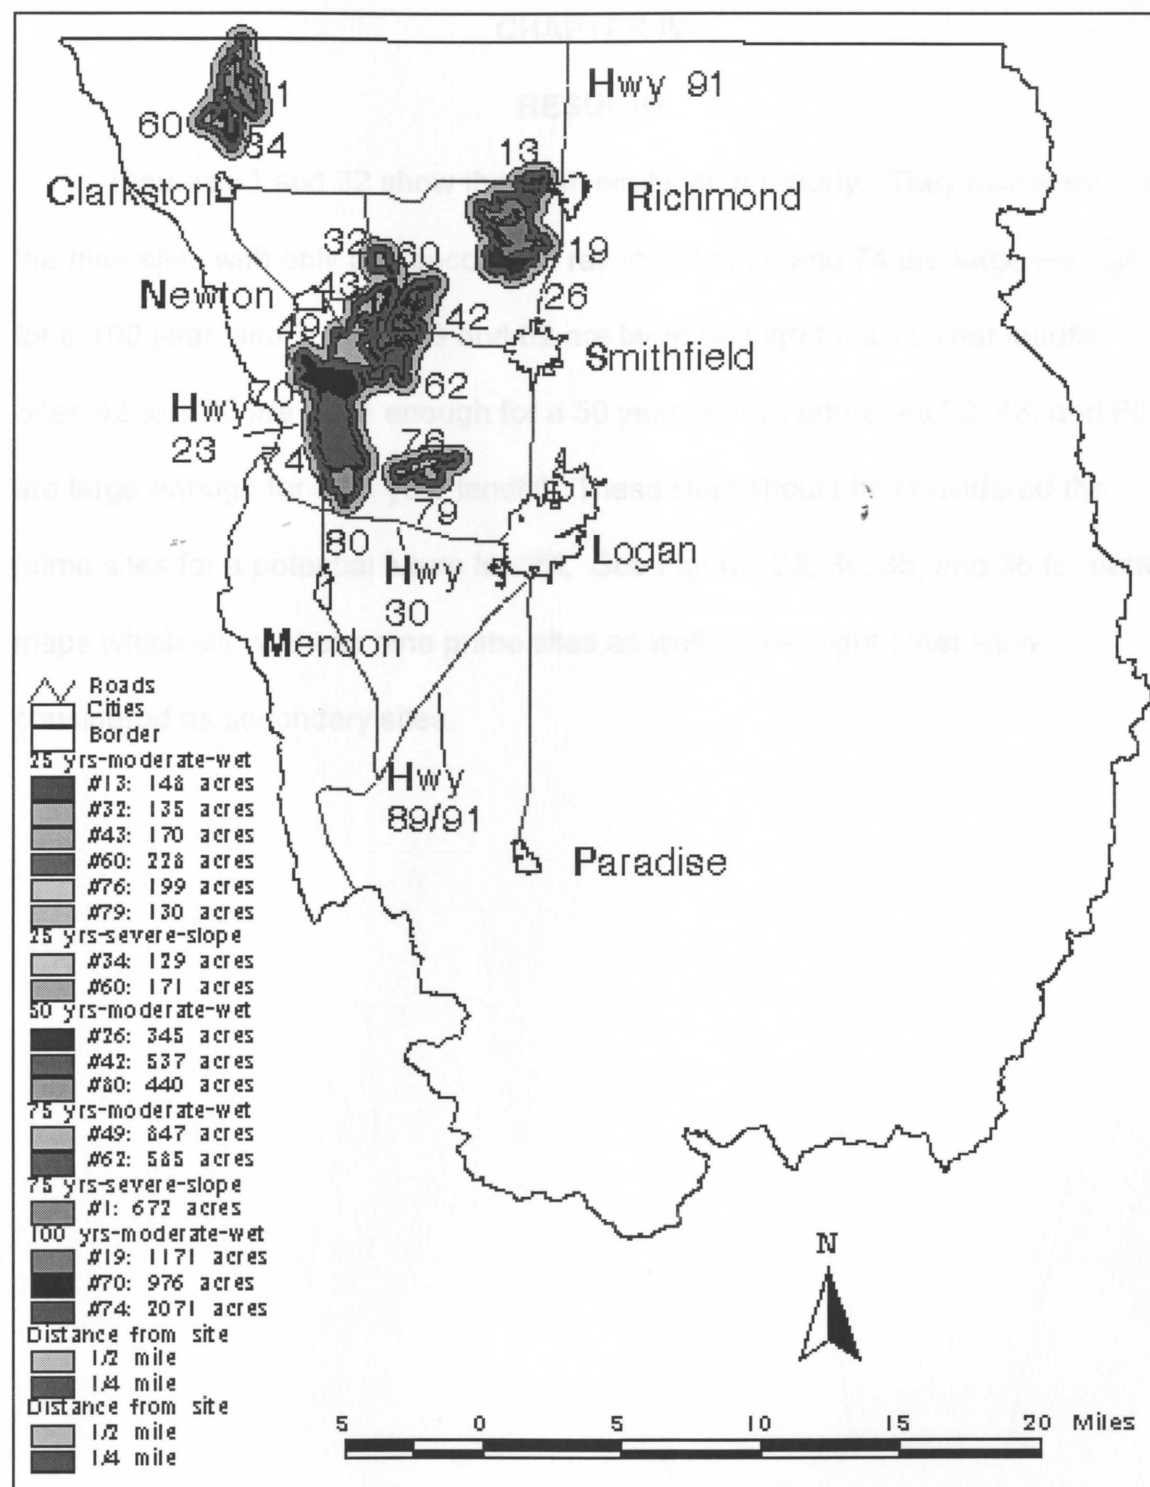 Hwy 91
1
60
34
13
Clarkston
Richmond
32
60
19
43
Newton
26
49
42
Smithfield
62
70
Hwy
23
76
74
79
80
Logan
Hwy
30
Mendon
Roads
Cities
Border
25 yrs-moderate-wet
#13: 148 acres
#32: 135 acres
#43: 170 acres
#60: 228 acres
#76: 199 acres
#79: 130 acres
25 yrs-severe-slope
#34: 129 acres
#60: 171 acres
50 yrs-moderate-wet
#26: 345 acres
#42: 537 acres
#80: 440 acres
75 yrs-moderate-wet
#49: 847 acres
#62: 585 acres
75 yrs-severe-slope
#1: 672 acres
100 yrs-moderate-wet
#19: 1171 acres
#70: 976 acres
#74: 2071 acres
Distance from site
1/2 mile
1/4 mile
Distance from site
1/2 mile
1/4 mile
Hwy
89/91
Paradise
N
5 0 5 10 15 20 Miles